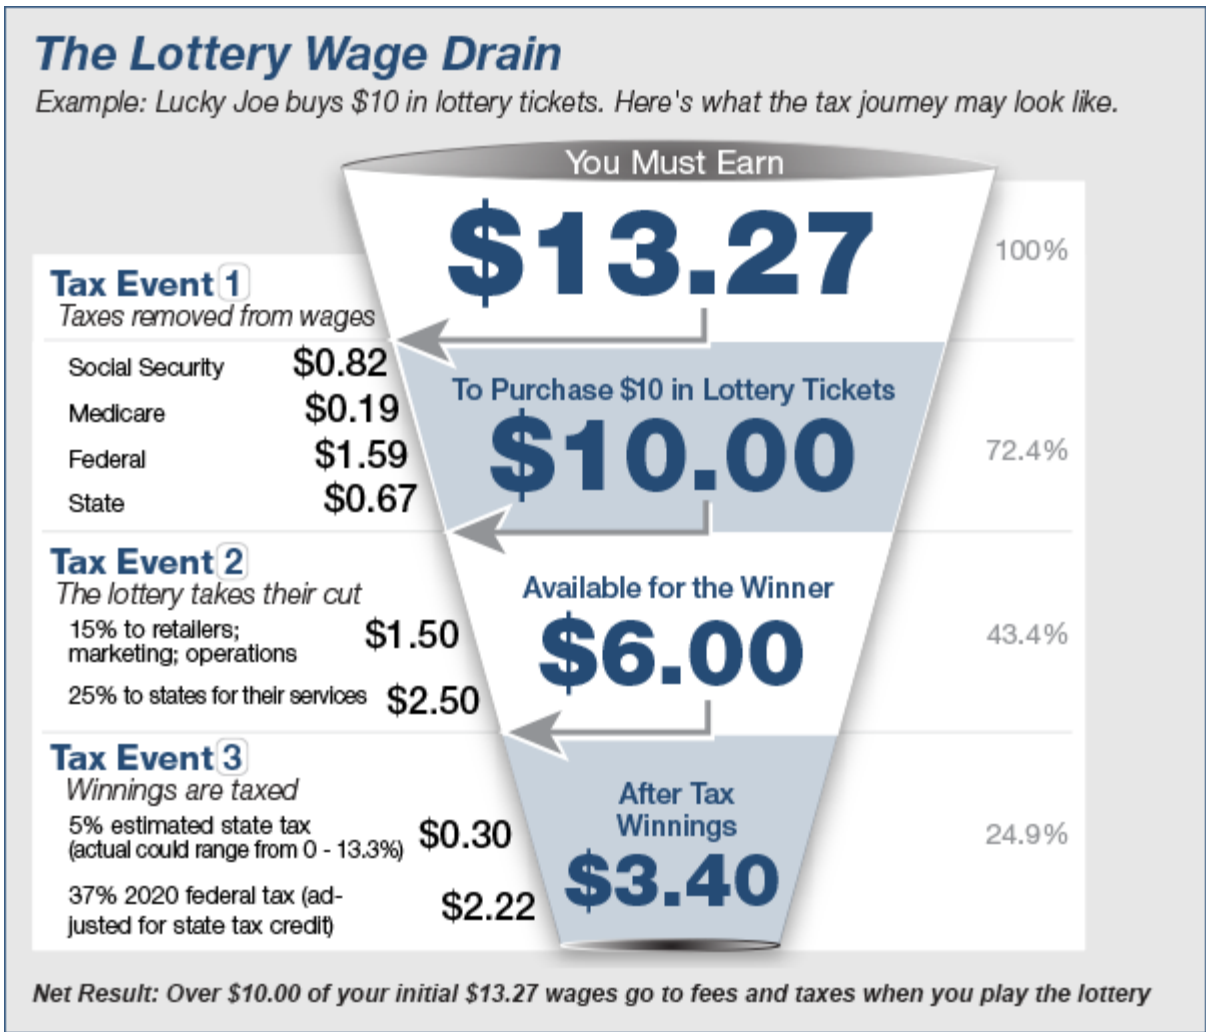 The Lottery Wage Drain
Example: Lucky Joe buys $10 in lottery tickets. Here's what the tax journey may look like.
You Must Earn
$13.27
100%
Tax Event 1
Taxes removed from wages
Social Security $0.82
Medicare $0.19
Federal $1.59
State $0.67
To Purchase $10 in Lottery Tickets
$10.00
72.4%
Tax Event 2
The lottery takes their cut
15% to retailers;
marketing; operations
$1.50
25% to states for their services $2.50
Available for the Winner
$6.00
43.4%
Tax Event 3
Winnings are taxed
5% estimated state tax
(actual could range from 0 - 13.3%)
$0.30
37% 2020 federal tax (ad-
justed for state tax credit)
$2.22
After Tax
Winnings
$3.40
24.9%
Net Result: Over $10.00 of your initial $13.27 wages go to fees and taxes when you play the lottery